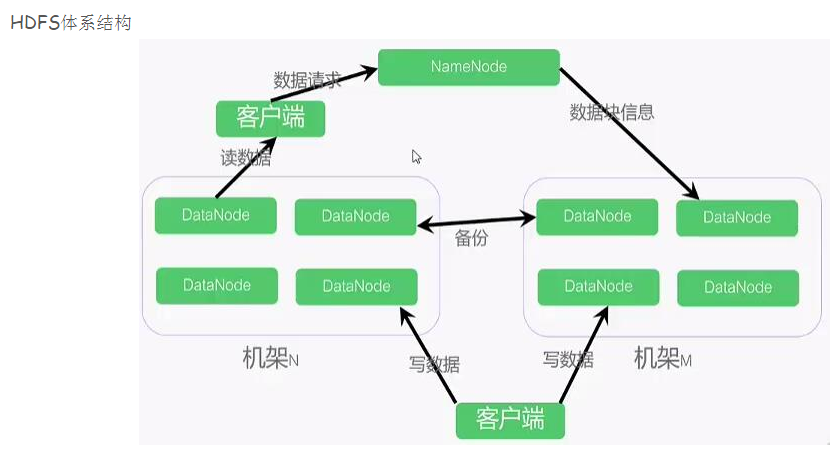 HDFS体系结构
NameNode
数据请求
客户端
数据块信息
读数据
DataNode
DataNode
DataNode
DataNode
备份
DataNode
DataNode
DataNode
DataNode
机架N
写数据
写数据
机架M
客户端